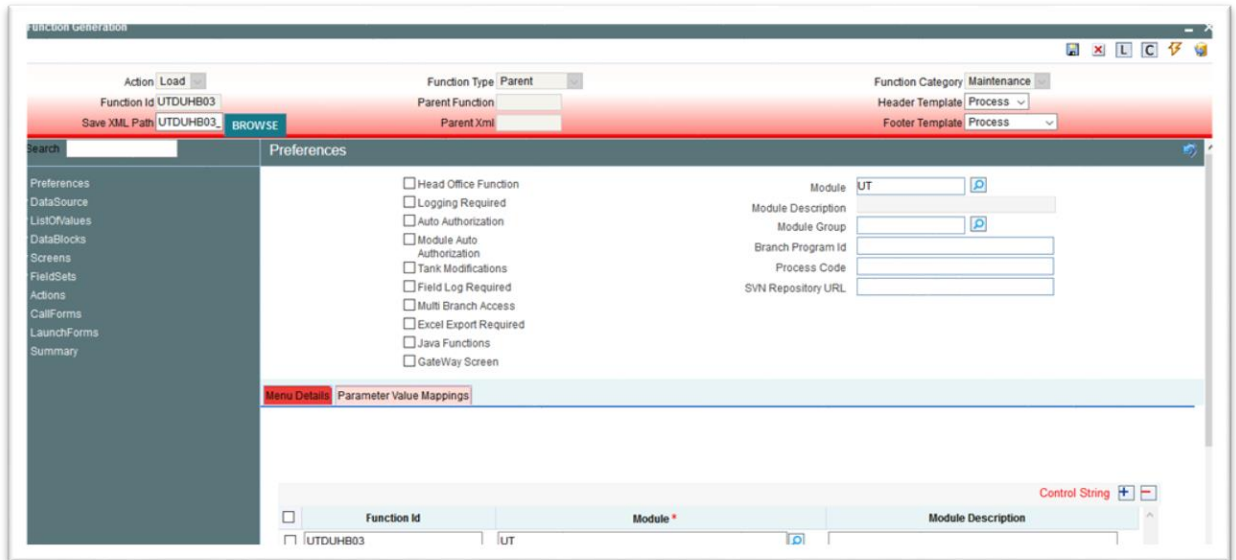 Function Generation
L C
Action Load Function Type Parent Function Category Maintenance
Function Id UTDUHB03 Parent Function Header Template Process
Save XML Path UTDUHB03_ BROWSE Parent Xml Footer Template Process
Search Preferences
Preferences
DataSource
ListOfValues
DataBlocks
Screens
FieldSets
Actions
CallForms
LaunchForms
Summary
Head Office Function
Logging Required
Auto Authorization
Module Auto
Authorization
Tank Modifications
Field Log Required
Multi Branch Access
Excel Export Required
Java Functions
GateWay Screen
Module UT
Module Description
Module Group
Branch Program Id
Process Code
SVN Repository URL
Menu Details Parameter Value Mappings
Control String
Function Id Module * Module Description
UTDUHB03 UT